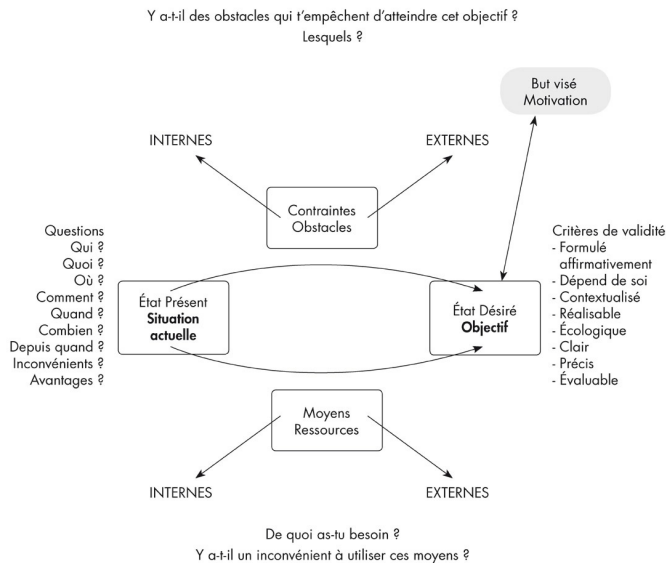 Y a-t-il des obstacles qui t’empêchent d’atteindre cet objectif ?
Lesquels ?
But visé
Motivation
INTERNES
EXTERNES
Contraintes
Obstacles
Questions
Qui ?
Quoi ?
Où ?
Comment ?
Quand ?
Combien ?
Depuis quand ?
Inconvénients ?
Avantages ?
État Présent
Situation
actuelle
État Désiré
Objectif
Critères de validité
- Formulé
affirmativement
- Dépend de soi
- Contextualisé
- Réalisable
- Écologique
- Clair
- Précis
- Évaluable
Moyens
Ressources
INTERNES
EXTERNES
De quoi as-tu besoin ?
Y a-t-il un inconvénient à utiliser ces moyens ?